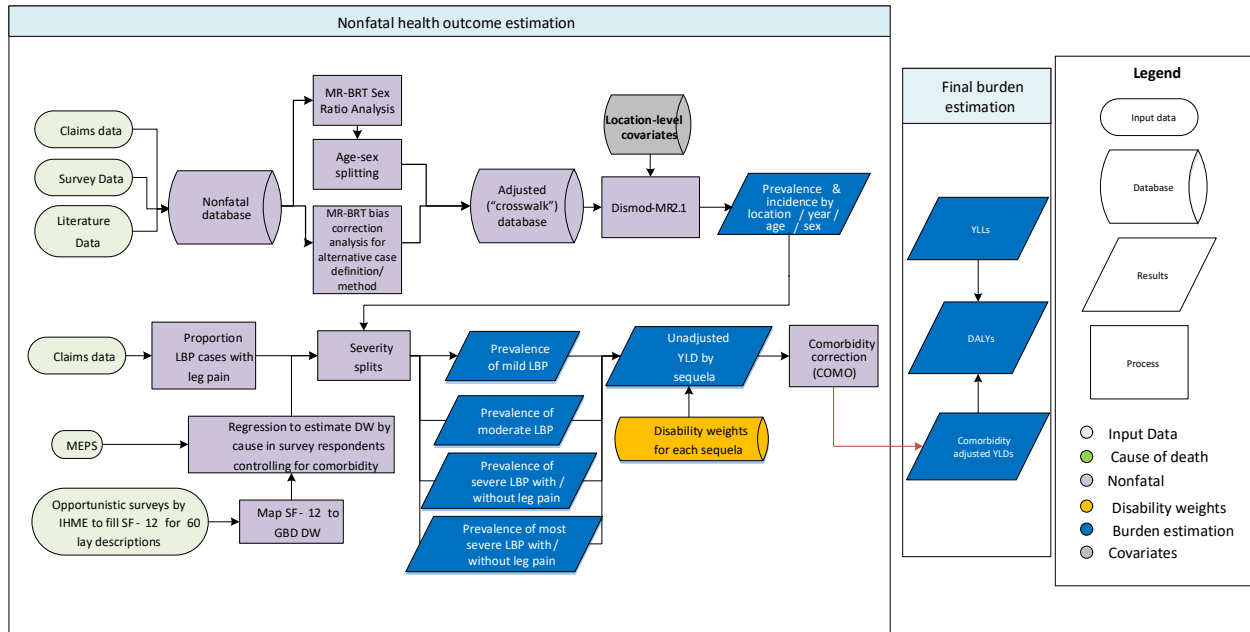 Nonfatal health outcome estimation
Claims data
Survey Data
Literature Data
Nonfatal
database
MR-BRT Sex
Ratio Analysis
Age-sex
splitting
MR-BRT bias
correction
analysis for
alternative case
definition/
method
Adjusted
(“crosswalk”)
database
Location-level
covariates
Dismod-MR2.1
Prevalence &
incidence by
location / year /
age / sex
Claims data
Proportion
LBP cases with
leg pain
Severity
splits
MEPS
Regression to estimate DW by
cause in survey respondents
controlling for comorbidity
Opportunistic surveys by
IHME to fill SF - 12 for 60
lay descriptions
Map SF - 12 to
GBD DW
Prevalence
of mild LBP
Prevalence of
moderate LBP
Prevalence of
severe LBP with /
without leg pain
Prevalence of most
severe LBP with/
without leg pain
Unadjusted
YLD by
sequela
Disability weights
for each sequela
Comorbidity
correction
(COMO)
Final burden
estimation
YLLs
DALYs
Comorbidity
adjusted YLDs
Legend
Input data
Database
Results
Process
Input Data
Cause of death
Nonfatal
Disability weights
Burden estimation
Covariates